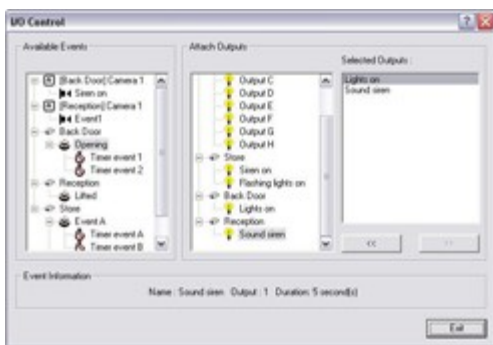 I/O Control
Available Events
[Back Door] Camera 1
Siren on
[Reception] Camera 1
Event1
Back Door
Opening
Timer event 1
Timer event 2
Reception
Lifted
Store
Event A
Timer event A
Timer event B
Attach Outputs
Output C
Output D
Output E
Output F
Output G
Output H
Store
Siren on
Flashing lights on
Back Door
Lights on
Reception
Sound siren
Selected Outputs :
Lights on
Sound siren
<<
>>
Event Information
Name : Sound siren Output : 1 Duration: 5 second(s)
Exit